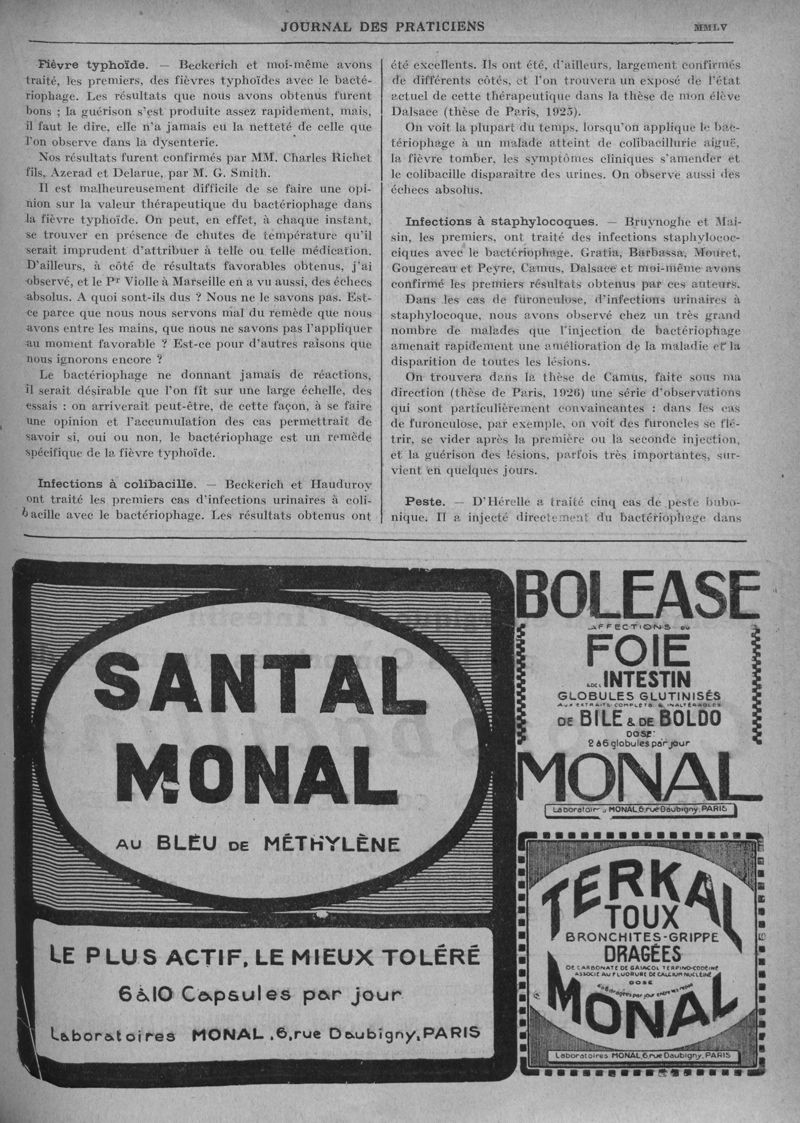 JOURNAL DES PRATICIENS
MMLV
Fièvre typhoïde. — Beckerich et moi-même avons
traité, les premiers, des fièvres typhoïdes avec le bacté-
riophage. Les résultats que nous avons obtenus furent
bons ; la guérison s'est produite assez rapidement, mais,
il faut le dire, elle n'a jamais eu la netteté de celle que
l'on observe dans la dysenterie.
Nos résultats furent confirmés par MM. Charles Richet
fils, Azerad et Delarue, par M. G. Smith.
Il est malheureusement difficile de se faire une opi-
nion sur la valeur thérapeutique du bactériophage dans
la fièvre typhoïde. On peut, en effet, à chaque instant,
se trouver en présence de chutes de température qu'il
serait imprudent d'attribuer à telle ou telle médication.
D'ailleurs, à côté de résultats favorables obtenus, j'ai
observé, et le Pr Violle à Marseille en a vu aussi, des échecs
absolus. A quoi sont-ils dus ? Nous ne le savons pas. Est-
ce parce que nous nous servons mal du remède que nous
avons entre les mains, que nous ne savons pas l'appliquer
au moment favorable ? Est-ce pour d'autres raisons que
nous ignorons encore ?
Le bactériophage ne donnant jamais de réactions,
il serait désirable que l'on fît sur une large échelle, des
essais : on arriverait peut-être, de cette façon, à se faire
une opinion et l'accumulation des cas permettrait de
savoir si, oui ou non, le bactériophage est un remède
spécifique de la fièvre typhoïde.
Infections à colibacille. — Beckerich et Hauduroy
ont traité les premiers cas d'infections urinaires à coli-
bacille avec le bactériophage. Les résultats obtenus ont
été excellents. Ils ont été, d'ailleurs, largement confirmés
de différents côtés, et l'on trouvera un exposé de l'état
actuel de cette thérapeutique dans la thèse de mon élève
Dalsace (thèse de Paris, 1925).
On voit la plupart du temps, lorsqu'on applique le bac-
tériophage à un malade atteint de colibacillurie aiguë,
la fièvre tomber, les symptômes cliniques s'amender et
le colibacille disparaître des urines. On observe aussi des
échecs absolus.
Infections à staphylocoques. — Bruynoghe et Mai-
sin, les premiers, ont traité des infections staphylococ-
ciques avec le bactériophage. Gratia, Barbassa, Mouret,
Gougereau et Peyre, Camus, Dalsace et moi-même avons
confirmé les premiers résultats obtenus par ces auteurs.
Dans les cas de furonculose, d'infections urinaires à
staphylocoque, nous avons observé chez un très grand
nombre de malades que l'injection de bactériophage
amenait rapidement une amélioration de la maladie et la
disparition de toutes les lésions.
On trouvera dans la thèse de Camus, faite sous ma
direction (thèse de Paris, 1926) une série d'observations
qui sont particulièrement convaincantes : dans les cas
de furonculose, par exemple, on voit des furoncles se flé-
trir, se vider après la première ou la seconde injection,
et la guérison des lésions, parfois très importantes, sur-
vient en quelques jours.
Peste. — D'Hérelle a traité cinq cas de peste bubo-
nique. Il a injecté directement du bactériophage dans
SANTAL
MONAL
AU BLEU DE MÉTHYLÈNE
LE PLUS ACTIF, LE MIEUX TOLÉRÉ
6 à 10 Capsules par jour
Laboratoires MONAL, 6, rue Daubigny, PARIS
BOLEASE
AFFECTIONS DU
FOIE
& DE L'INTESTIN
GLOBULES GLUTINISÉS
AUX EXTRAITS COMPLETS & INALTÉRABLES
DE BILE & DE BOLDO
DOSE:
2 à 6 globules par jour
MONAL
Laboratoires MONAL, 6, rue Daubigny, PARIS
TERKAL
TOUX
BRONCHITES-GRIPPE
DRAGÉES
DE CARBONATE DE GAIACOL TERPINO-CODÉINE
ASSOCIÉ AU FLUORURE DE CALCIUM NUCLÉINÉ
DOSE
dragées par jour entre les repas
MONAL
Laboratoires MONAL, 6, rue Daubigny, PARIS